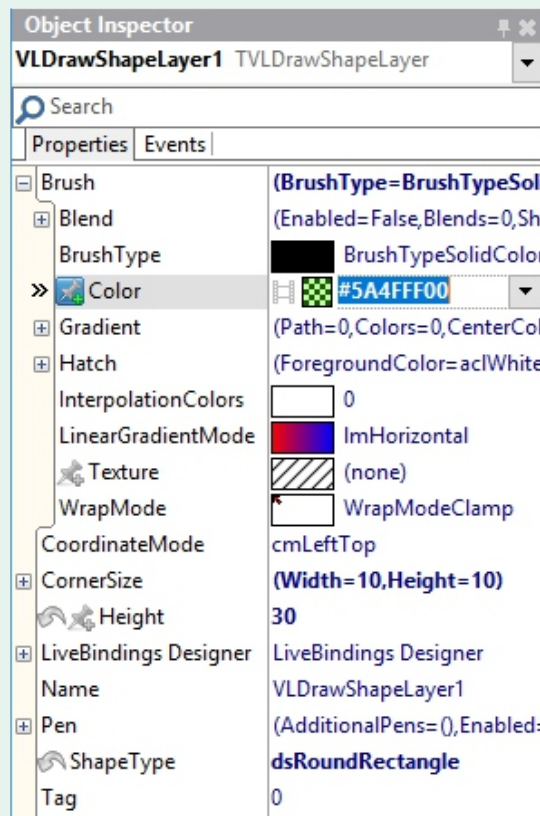 Object Inspector
VLDrawShapeLayer1 TVLDrawShapeLayer
Search
Properties Events
Brush (BrushType=BrushTypeSol
Blend (Enabled=False,Blends=0,Sh
BrushType BrushTypeSolidColor
Color #5A4FFF00
Gradient (Path=0,Colors=0,CenterCol
Hatch (ForegroundColor=aclWhite
InterpolationColors 0
LinearGradientMode lmHorizontal
Texture (none)
WrapMode WrapModeClamp
CoordinateMode cmLeftTop
CornerSize (Width=10,Height=10)
Height 30
LiveBindings Designer LiveBindings Designer
Name VLDrawShapeLayer1
Pen (AdditionalPens=(),Enabled=
ShapeType dsRoundRectangle
Tag 0